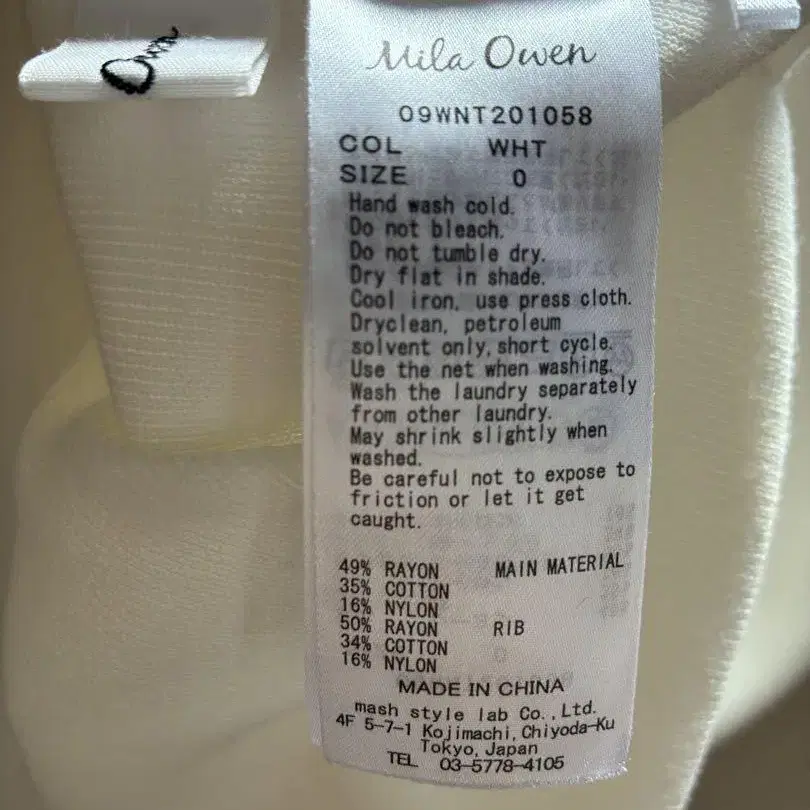 Owen
Mila Owen
09WNT201058
COL WHT
SIZE 0
Hand wash cold.
Do not bleach.
Do not tumble dry.
Dry flat in shade.
Cool iron, use press cloth.
Dryclean, petroleum
solvent only, short cycle.
Use the net when washing.
Wash the laundry separately
from other laundry.
May shrink slightly when
washed.
Be careful not to expose to
friction or let it get
caught.
49% RAYON MAIN MATERIAL
35% COTTON
16% NYLON
50% RAYON RIB
34% COTTON
16% NYLON
MADE IN CHINA
mash style lab Co.,Ltd.
4F 5-7-1 Kojimachi, Chiyoda-Ku
Tokyo, Japan
TEL 03-5778-4105